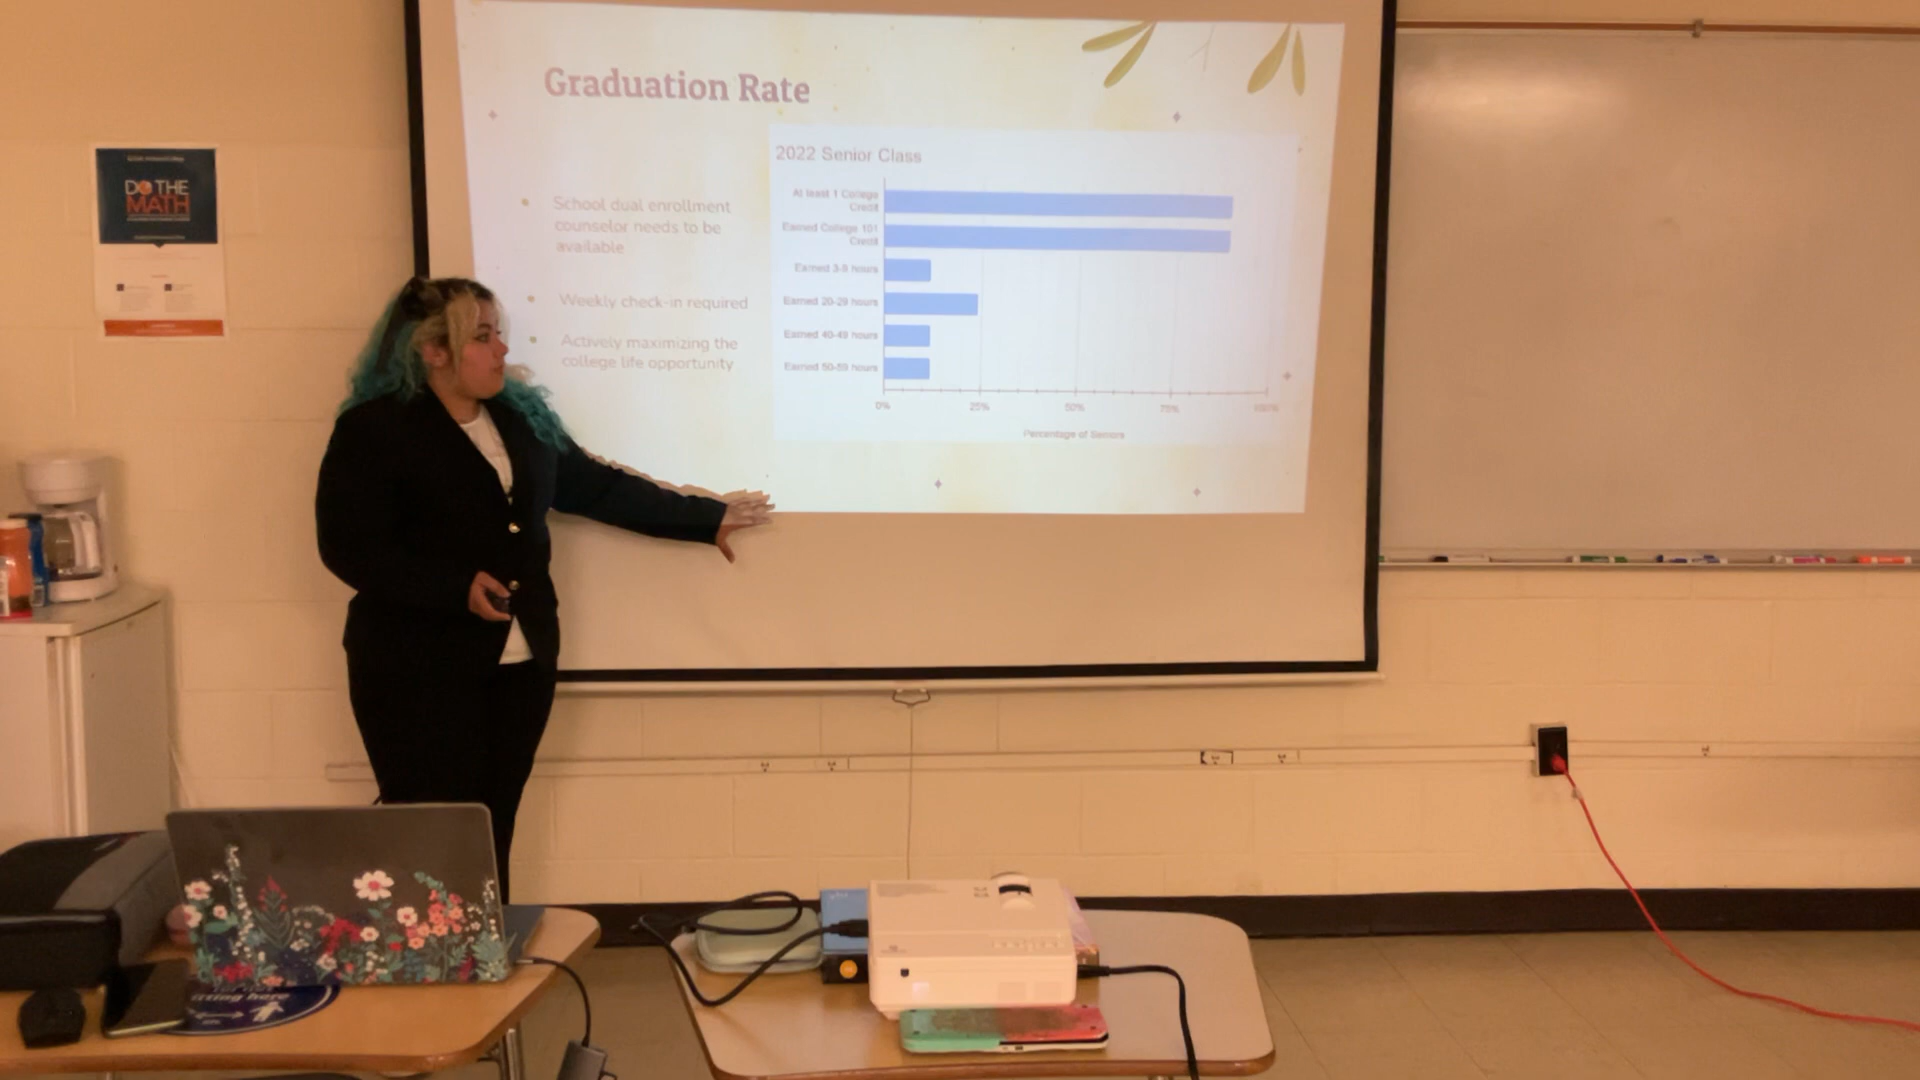 Graduation Rate
School dual enrollment
counselor needs to be
available
Weekly check-in required
Actively maximizing the
college life opportunity
2022 Senior Class
At least 1 College
Credit
Earned College 101
Credit
Earned 3-9 hours
Earned 20-29 hours
Earned 40-49 hours
Earned 50-59 hours
0%
25%
50%
75%
100%
Percentage of Seniors
DO THE
MATH
itting here